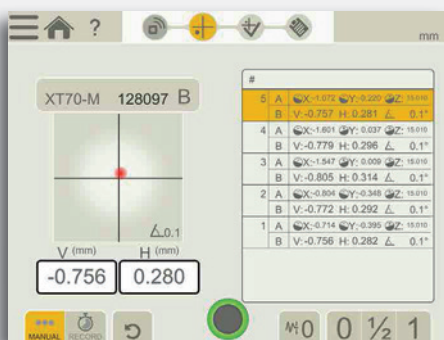 ?
mm
#
XT70-M 128097 B
5 A X:-1.072 Y:-0.220 Z: 15.010
B V:-0.757 H: 0.281 0.1°
4 A X:-1.601 Y: 0.037 Z: 15.010
B V:-0.779 H: 0.296 0.1°
3 A X:-1.547 Y: 0.009 Z: 15.010
B V:-0.805 H: 0.314 0.1°
2 A X:-0.804 Y:-0.348 Z: 15.010
B V:-0.772 H: 0.292 0.1°
1 A X:-0.714 Y:-0.395 Z: 15.010
B V:-0.756 H: 0.282 0.1°
0.1
V (mm) H (mm)
-0.756 0.280
MANUAL RECORD
0 0 ½ 1